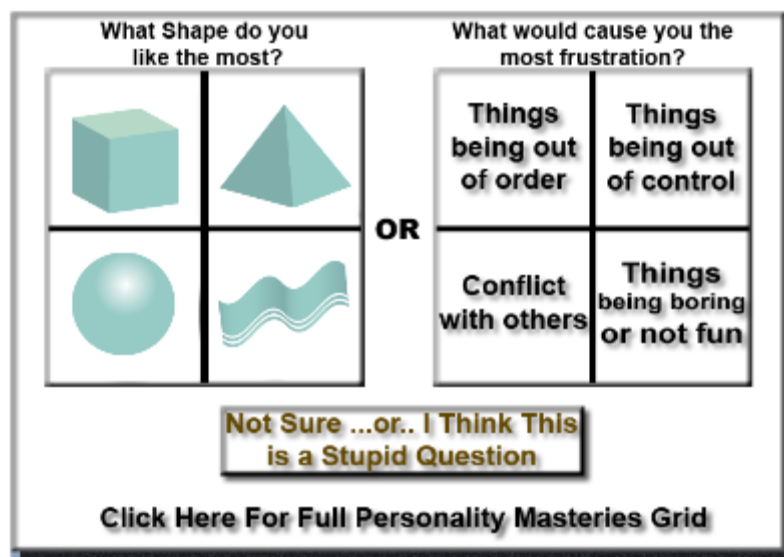 What Shape do you
like the most?
What would cause you the
most frustration?
Things
being out
of order
Things
being out
of control
OR
Conflict
with others
Things
being boring
or not fun
Not Sure ...or.. I Think This
is a Stupid Question
Click Here For Full Personality Masteries Grid